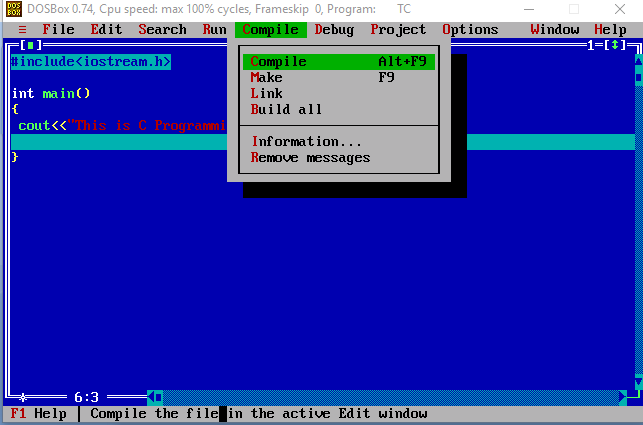 DOS BOX DOSBox 0.74, Cpu speed: max 100% cycles, Frameskip 0, Program: TC
≡ File Edit Search Run Compile Debug Project Options Window Help
1=[↕]
#include<iostream.h>
Compile Alt+F9
Make F9
int main()
Link
{
Build all
cout<<"This is C Programmi
Information...
}
Remove messages
6:3
F1 Help | Compile the file in the active Edit window